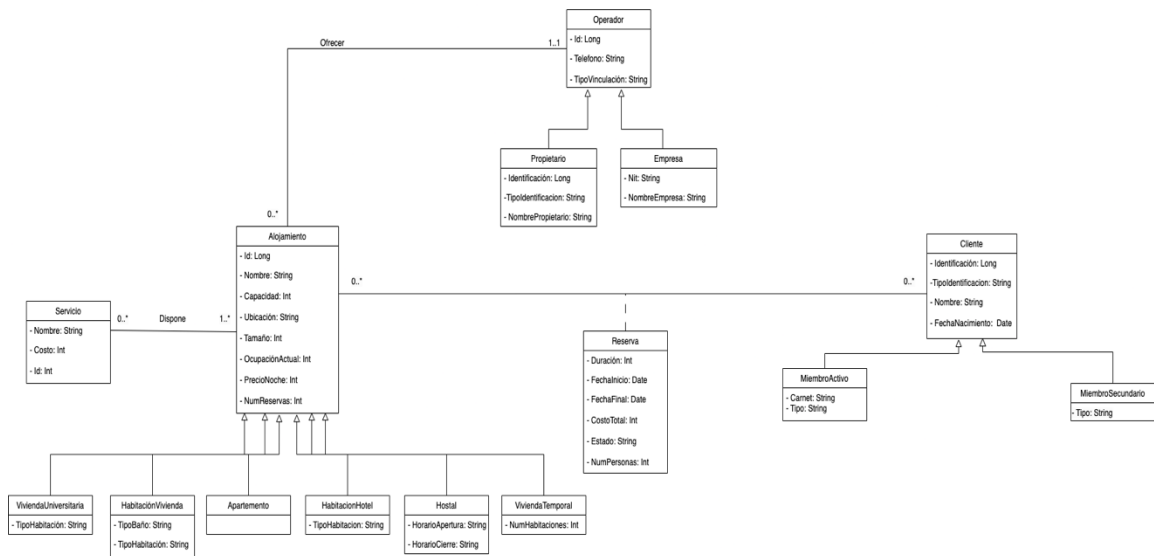 Operador
- Id: Long
- Telefono: String
- TipoVinculación: String
Ofrecer
1..1
0..*
Propietario
- Identificación: Long
-TipoIdentificacion: String
- NombrePropietario: String
Empresa
- Nit: String
- NombreEmpresa: String
Alojamiento
- Id: Long
- Nombre: String
- Capacidad: Int
- Ubicación: String
- Tamaño: Int
- OcupaciónActual: Int
- PrecioNoche: Int
- NumReservas: Int
Servicio
- Nombre: String
- Costo: Int
- Id: Int
0..*
Dispone
1..*
0..*
0..*
Cliente
- Identificación: Long
-TipoIdentificacion: String
- Nombre: String
- FechaNacimiento: Date
Reserva
- Duración: Int
- FechaInicio: Date
- FechaFinal: Date
- CostoTotal: Int
- Estado: String
- NumPersonas: Int
MiembroActivo
- Carnet: String
- Tipo: String
MiembroSecundario
- Tipo: String
ViviendaUniversitaria
- TipoHabitación: String
HabitaciónVivienda
- TipoBaño: String
- TipoHabitación: String
Apartemento
HabitacionHotel
- TipoHabitacion: String
Hostal
- HorarioApertura: String
- HorarioCierre: String
ViviendaTemporal
- NumHabitaciones: Int